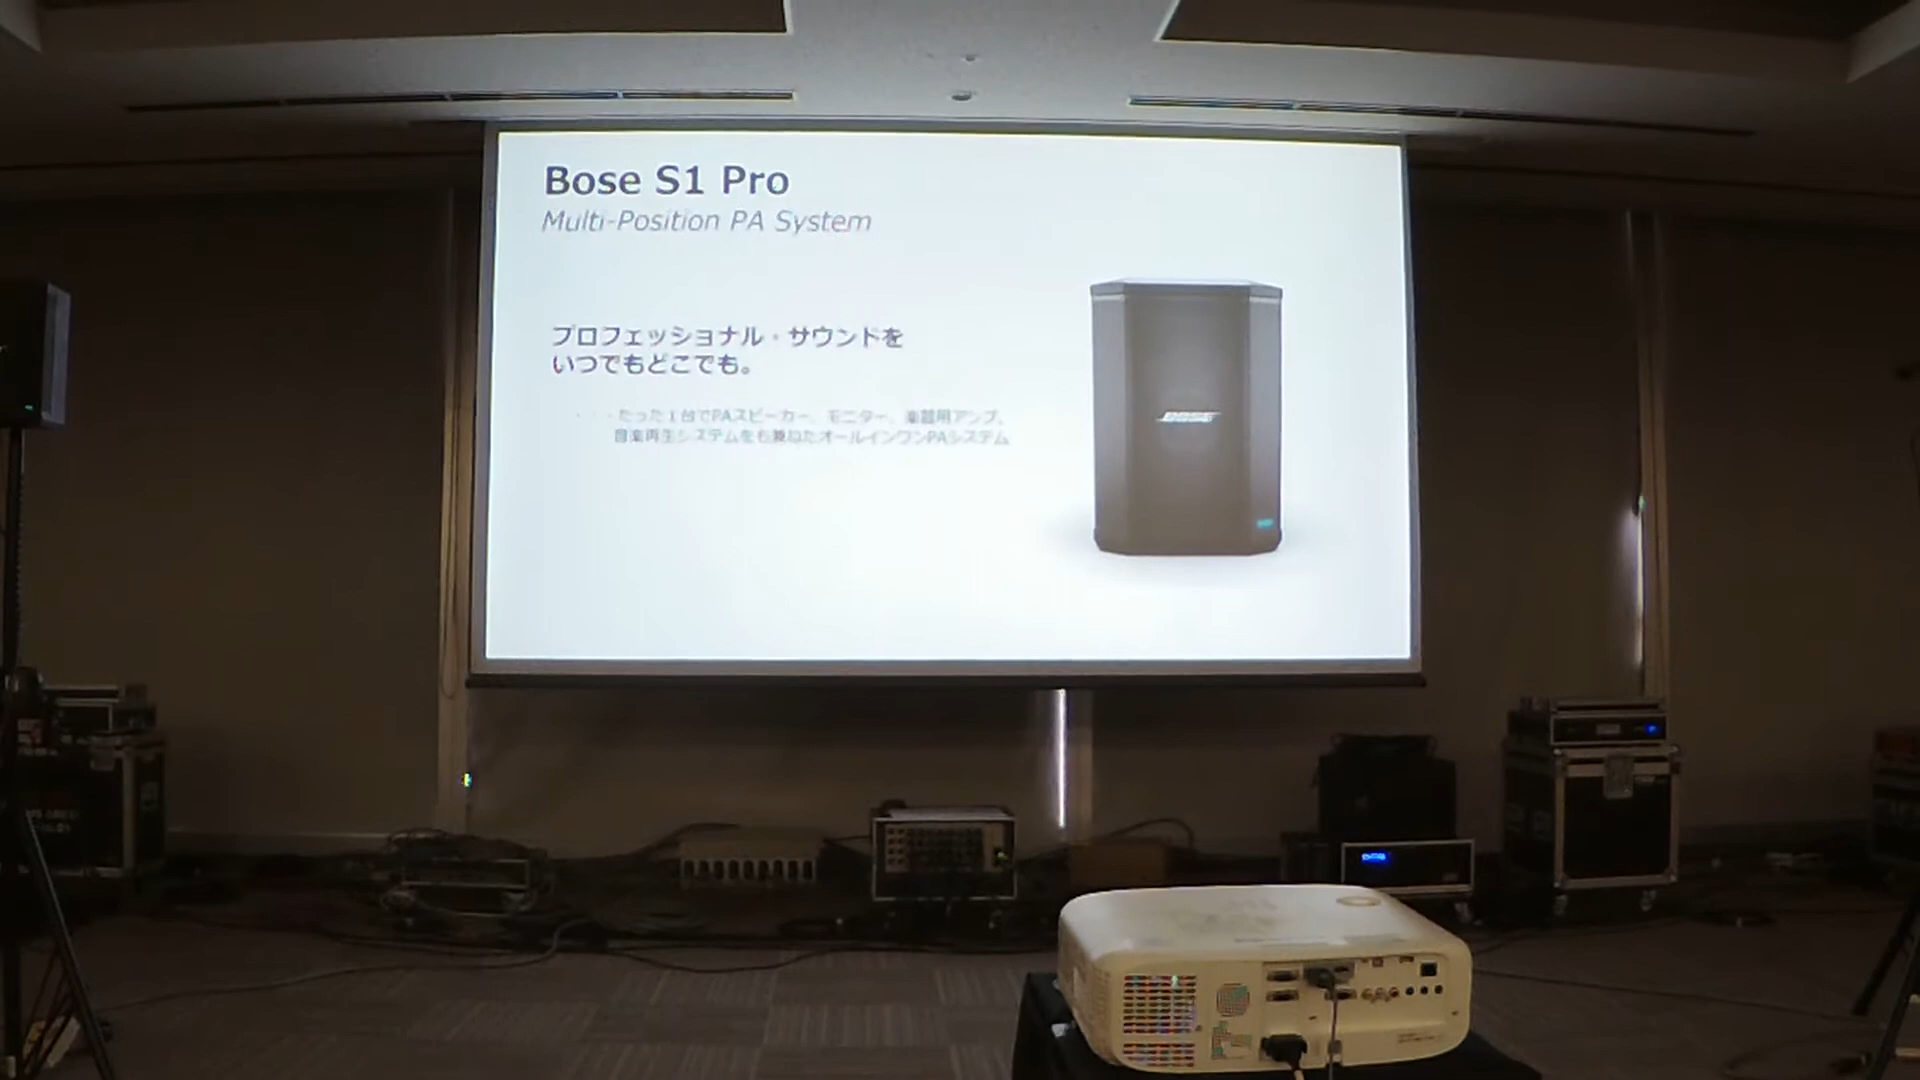 Bose S1 Pro
Multi-Position PA System
プロフェッショナル・サウンドを
いつでもどこでも。
・・・たった1台でPAスピーカー、モニター、楽器用アンプ、
音楽再生システムをも兼ねたオールインワンPAシステム
BOSE